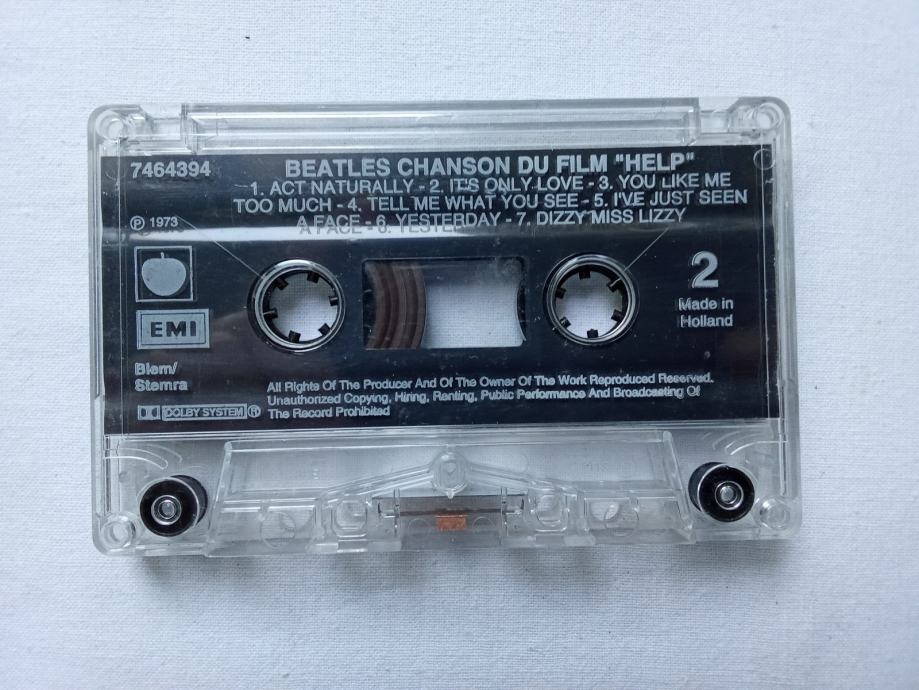 7464394
BEATLES CHANSON DU FILM "HELP"
1. ACT NATURALLY - 2. IT'S ONLY LOVE - 3. YOU LIKE ME
TOO MUCH - 4. TELL ME WHAT YOU SEE - 5. I'VE JUST SEEN
A FACE - 6. YESTERDAY - 7. DIZZY MISS LIZZY
℗ 1973
2
Made in
Holland
EMI
Biem/
Stemra
DOLBY SYSTEM ®
All Rights Of The Producer And Of The Owner Of The Work Reproduced Reserved.
Unauthorized Copying, Hiring, Renting, Public Performance And Broadcasting Of
The Record Prohibited